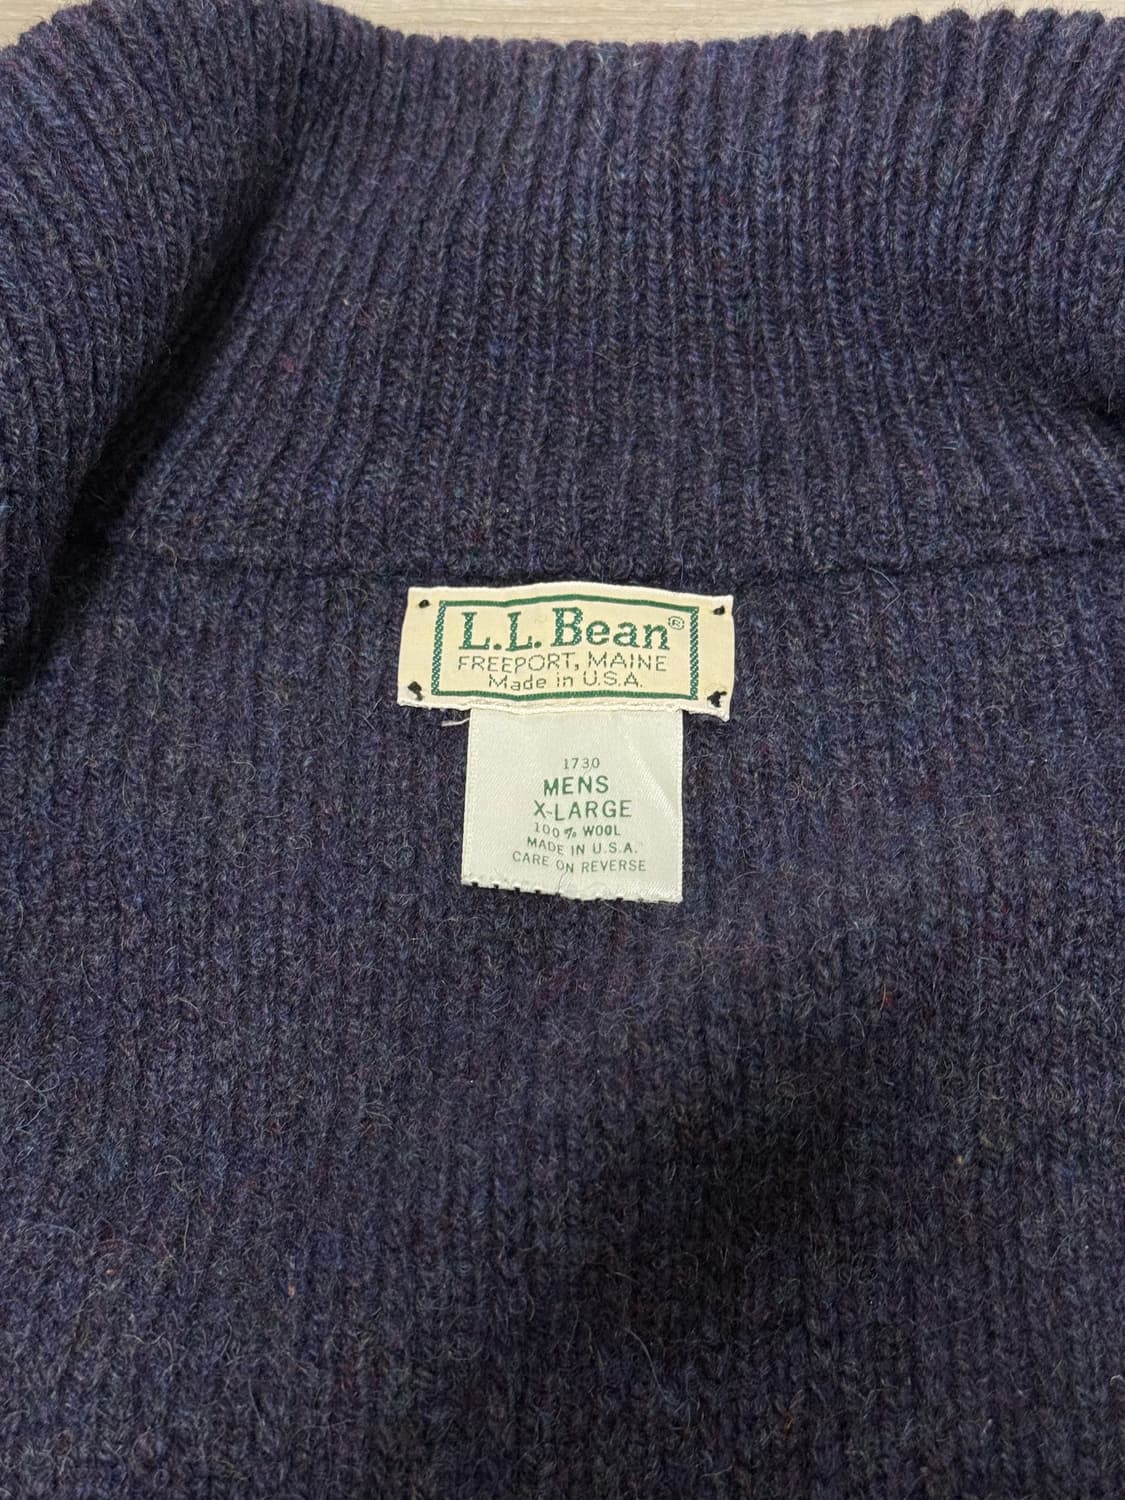 L.L.Bean®
FREEPORT, MAINE
Made in U.S.A.
1730
MENS
X-LARGE
100% WOOL
MADE IN U.S.A.
CARE ON REVERSE